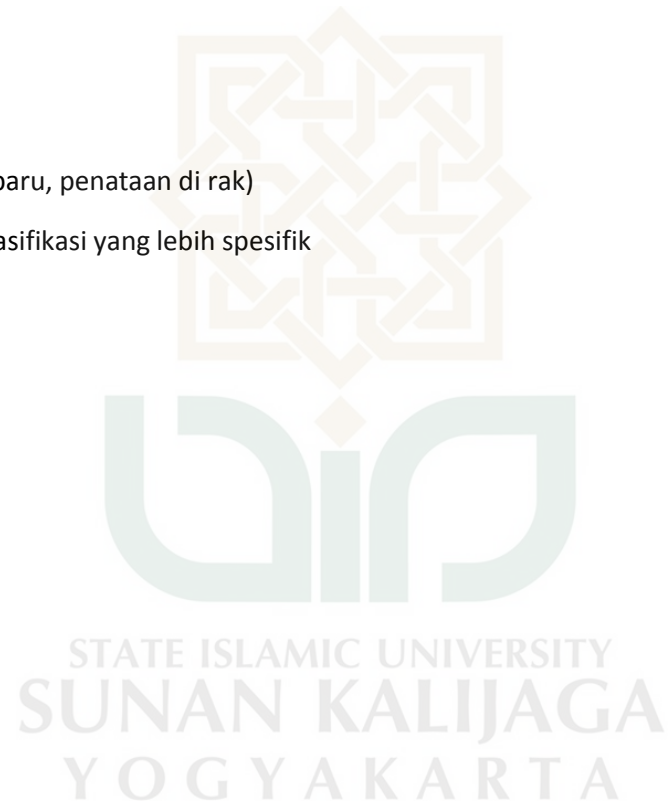 baru, penataan di rak)
asifikasi yang lebih spesifik
STATE ISLAMIC UNIVERSITY
SUNAN KALIJAGA
YOGYAKARTA